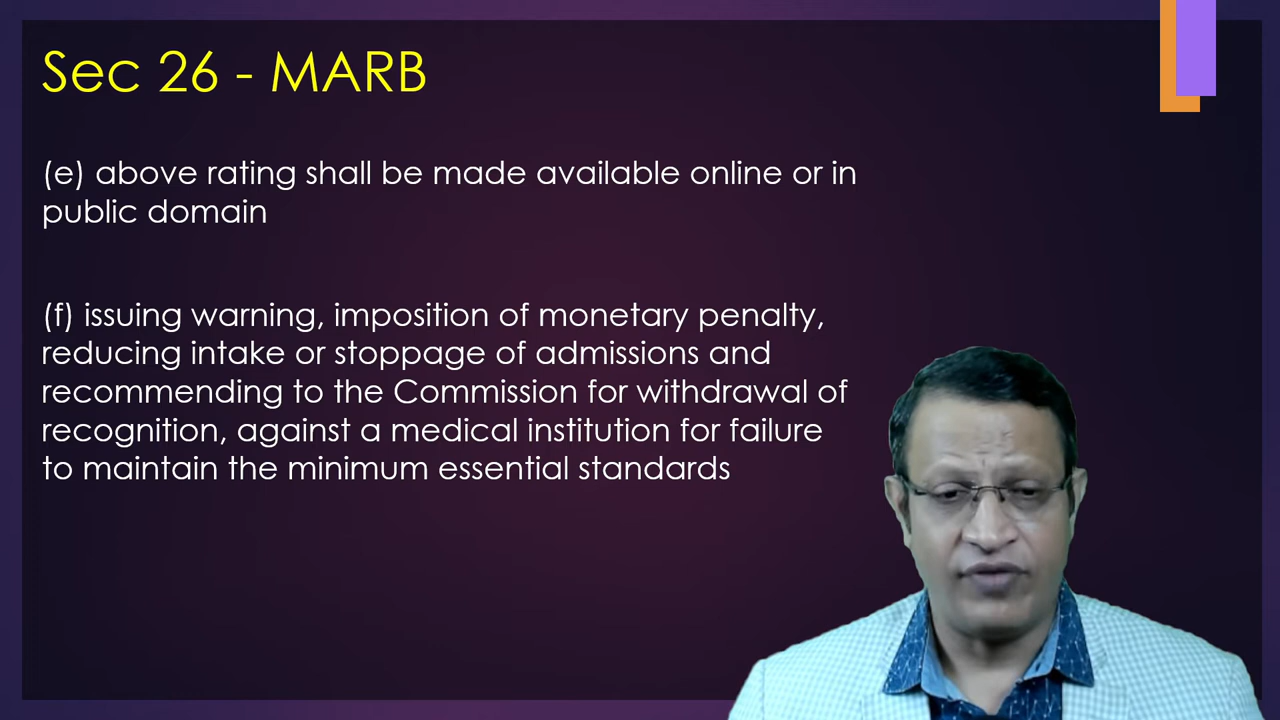 Sec 26 - MARB
(e) above rating shall be made available online or in
public domain
(f) issuing warning, imposition of monetary penalty,
reducing intake or stoppage of admissions and
recommending to the Commission for withdrawal of
recognition, against a medical institution for failure
to maintain the minimum essential standards